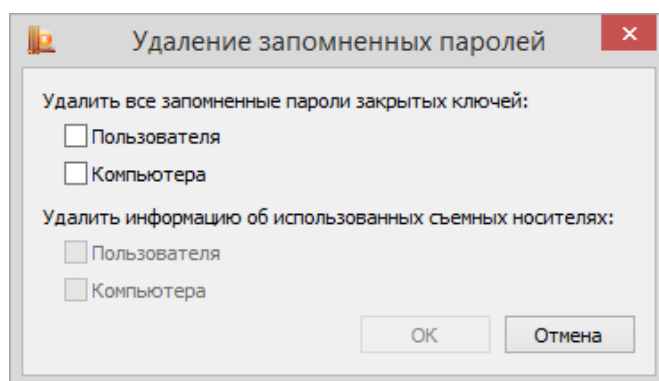 Удаление запомненных паролей
Удалить все запомненные пароли закрытых ключей:
Пользователя
Компьютера
Удалить информацию об использованных съемных носителях:
Пользователя
Компьютера
ОК
Отмена